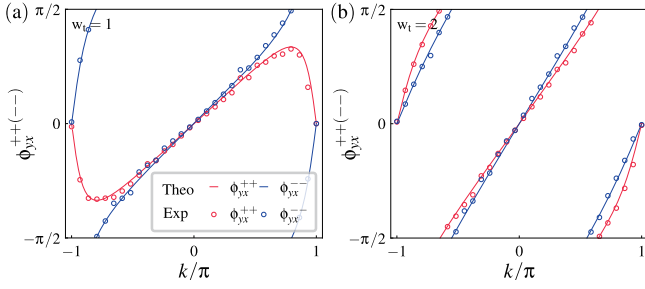 (a)
π/2
w_t = 1
ϕ_yx^++(−−)
0
Theo — ϕ_yx^++ — ϕ_yx^−−
Exp ○ ϕ_yx^++ ○ ϕ_yx^−−
−π/2
−1 0 1
k/π
(b)
π/2
w_t = 2
ϕ_yx^++(−−)
0
−π/2
−1 0 1
k/π